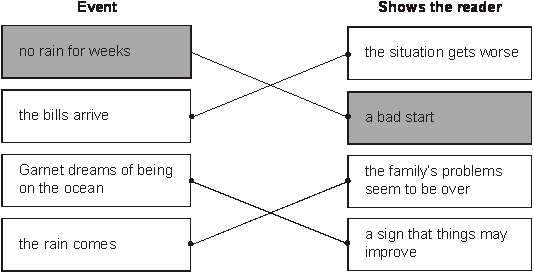 Event
Shows the reader
no rain for weeks
the situation gets worse
the bills arrive
a bad start
Garnet dreams of being
on the ocean
the family's problems
seem to be over
the rain comes
a sign that things may
improve